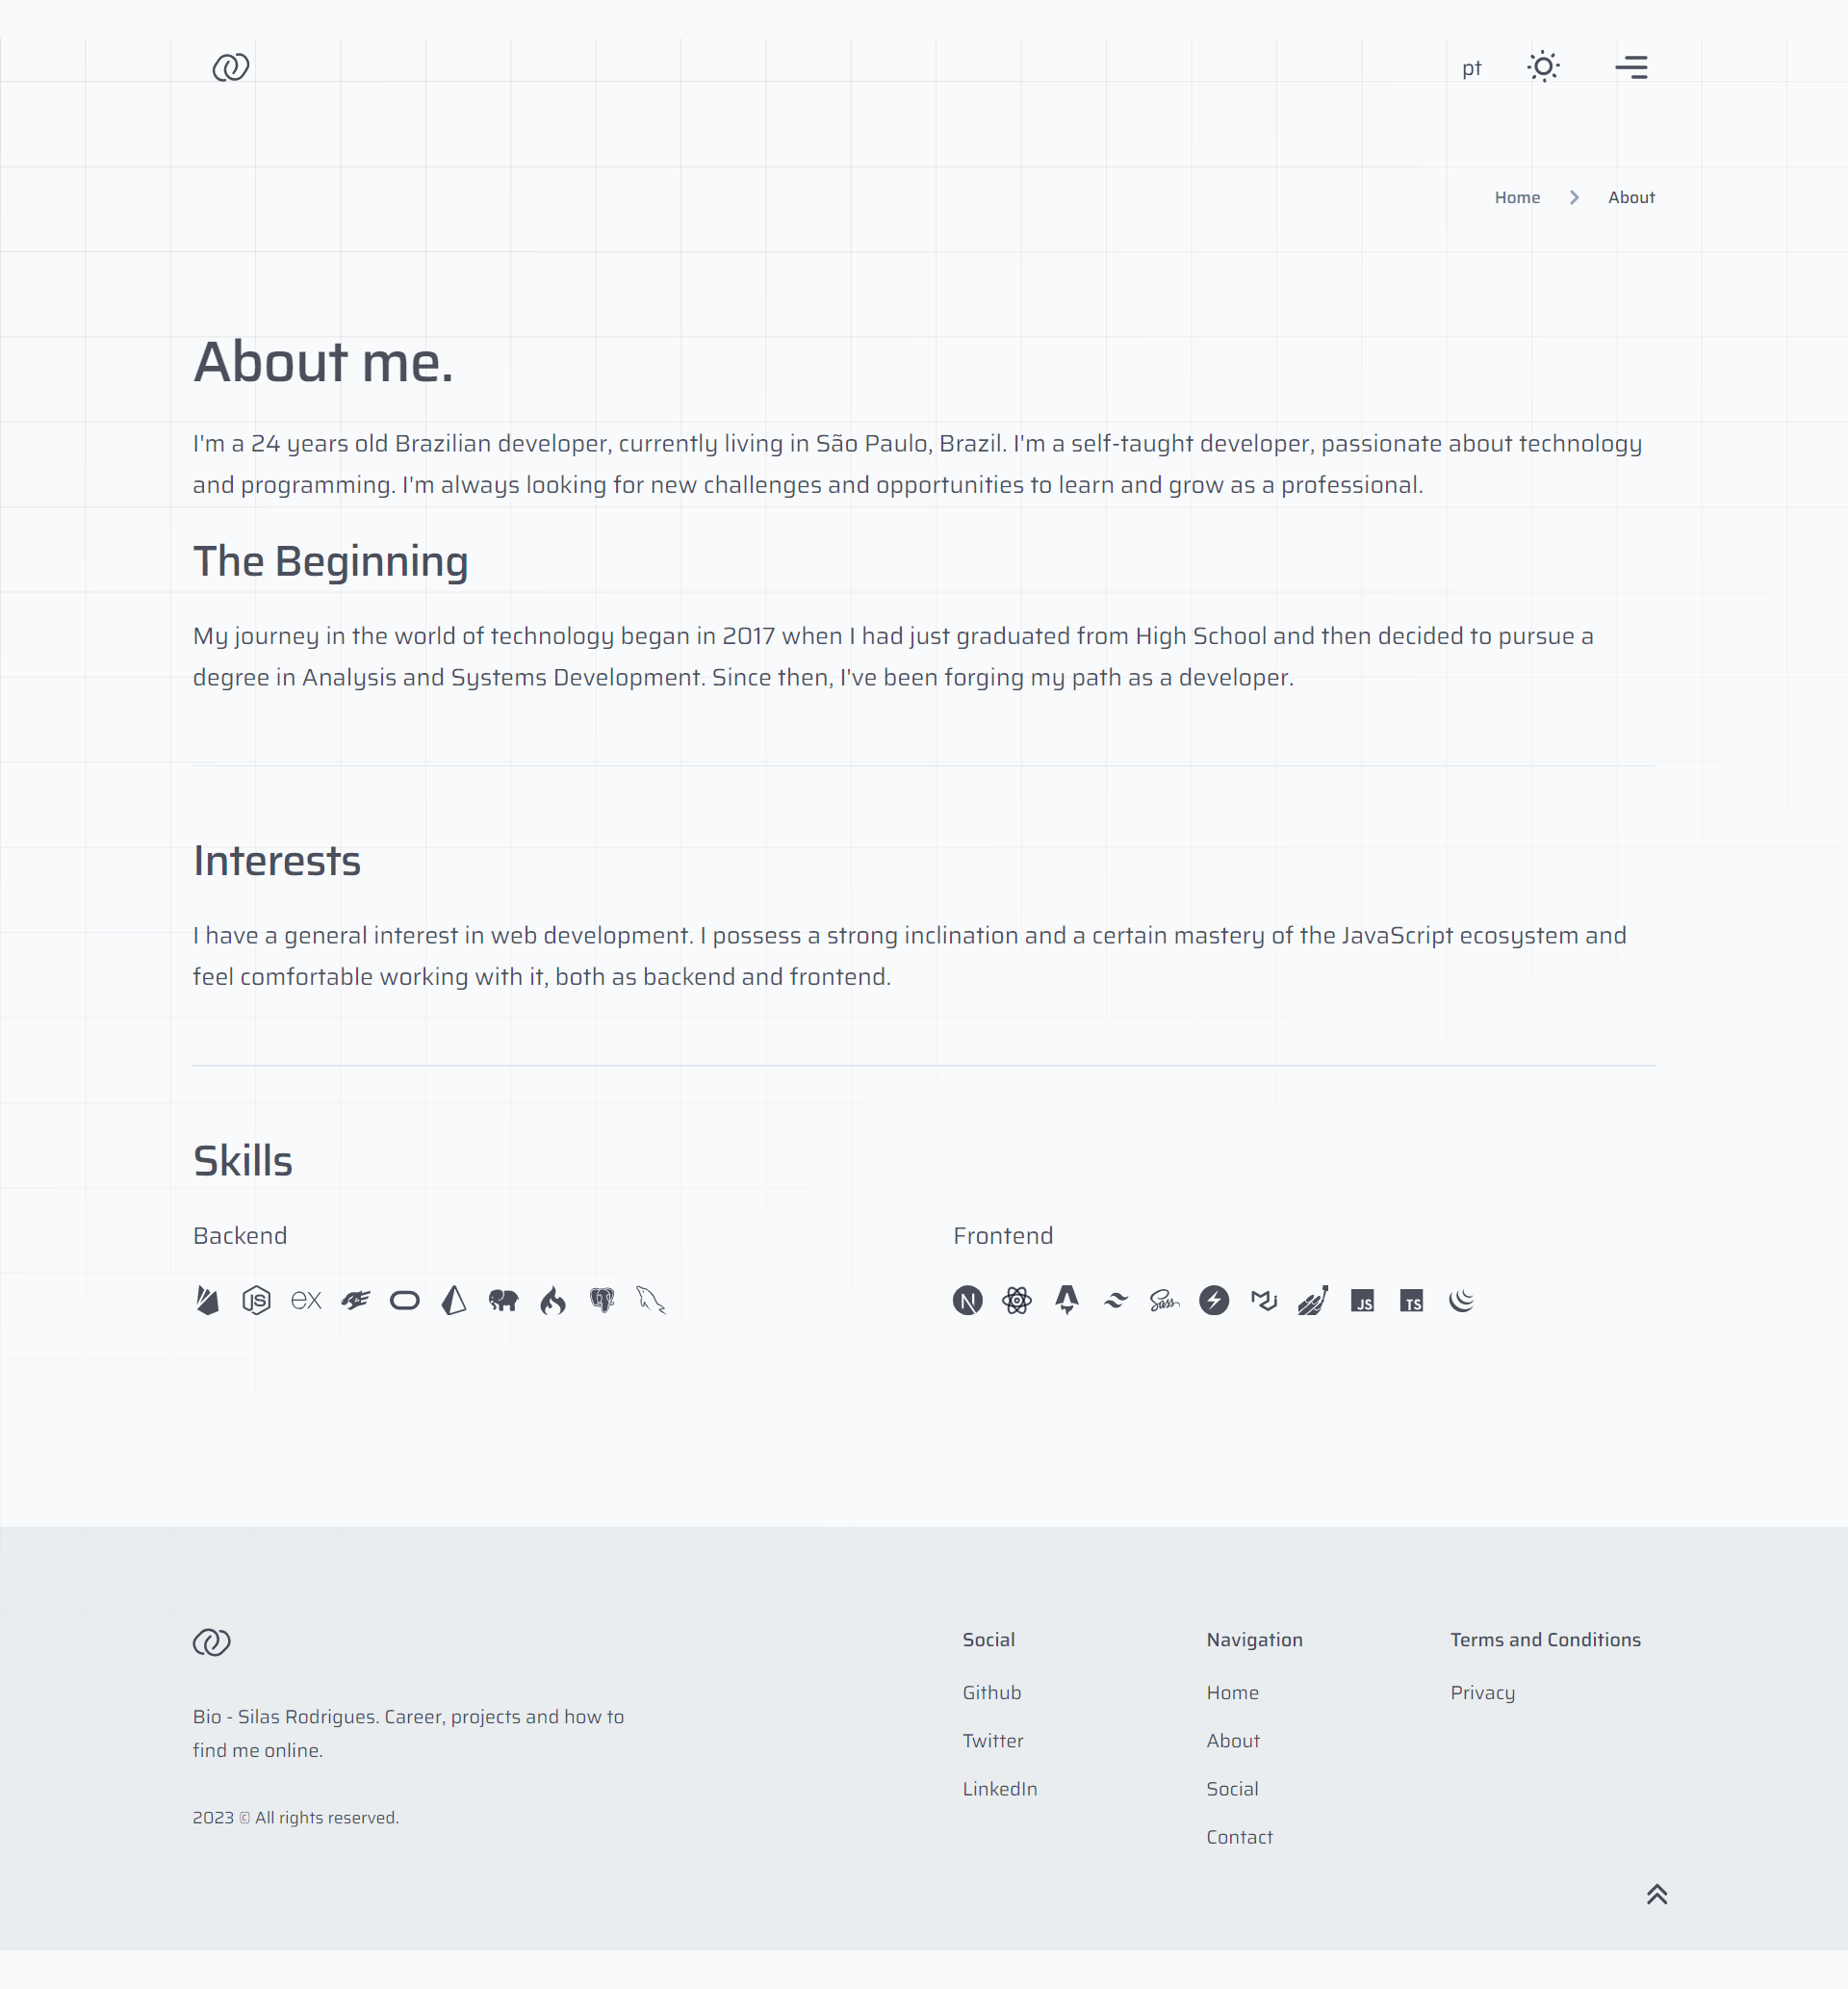 pt
Home
About
About me.
I'm a 24 years old Brazilian developer, currently living in São Paulo, Brazil. I'm a self-taught developer, passionate about technology
and programming. I'm always looking for new challenges and opportunities to learn and grow as a professional.
The Beginning
My journey in the world of technology began in 2017 when I had just graduated from High School and then decided to pursue a
degree in Analysis and Systems Development. Since then, I've been forging my path as a developer.
Interests
I have a general interest in web development. I possess a strong inclination and a certain mastery of the JavaScript ecosystem and
feel comfortable working with it, both as backend and frontend.
Skills
Backend
Frontend
JS ex
N Sass JS TS
Social
Navigation
Terms and Conditions
Github
Home
Privacy
Bio - Silas Rodrigues. Career, projects and how to
find me online.
Twitter
About
LinkedIn
Social
2023 © All rights reserved.
Contact